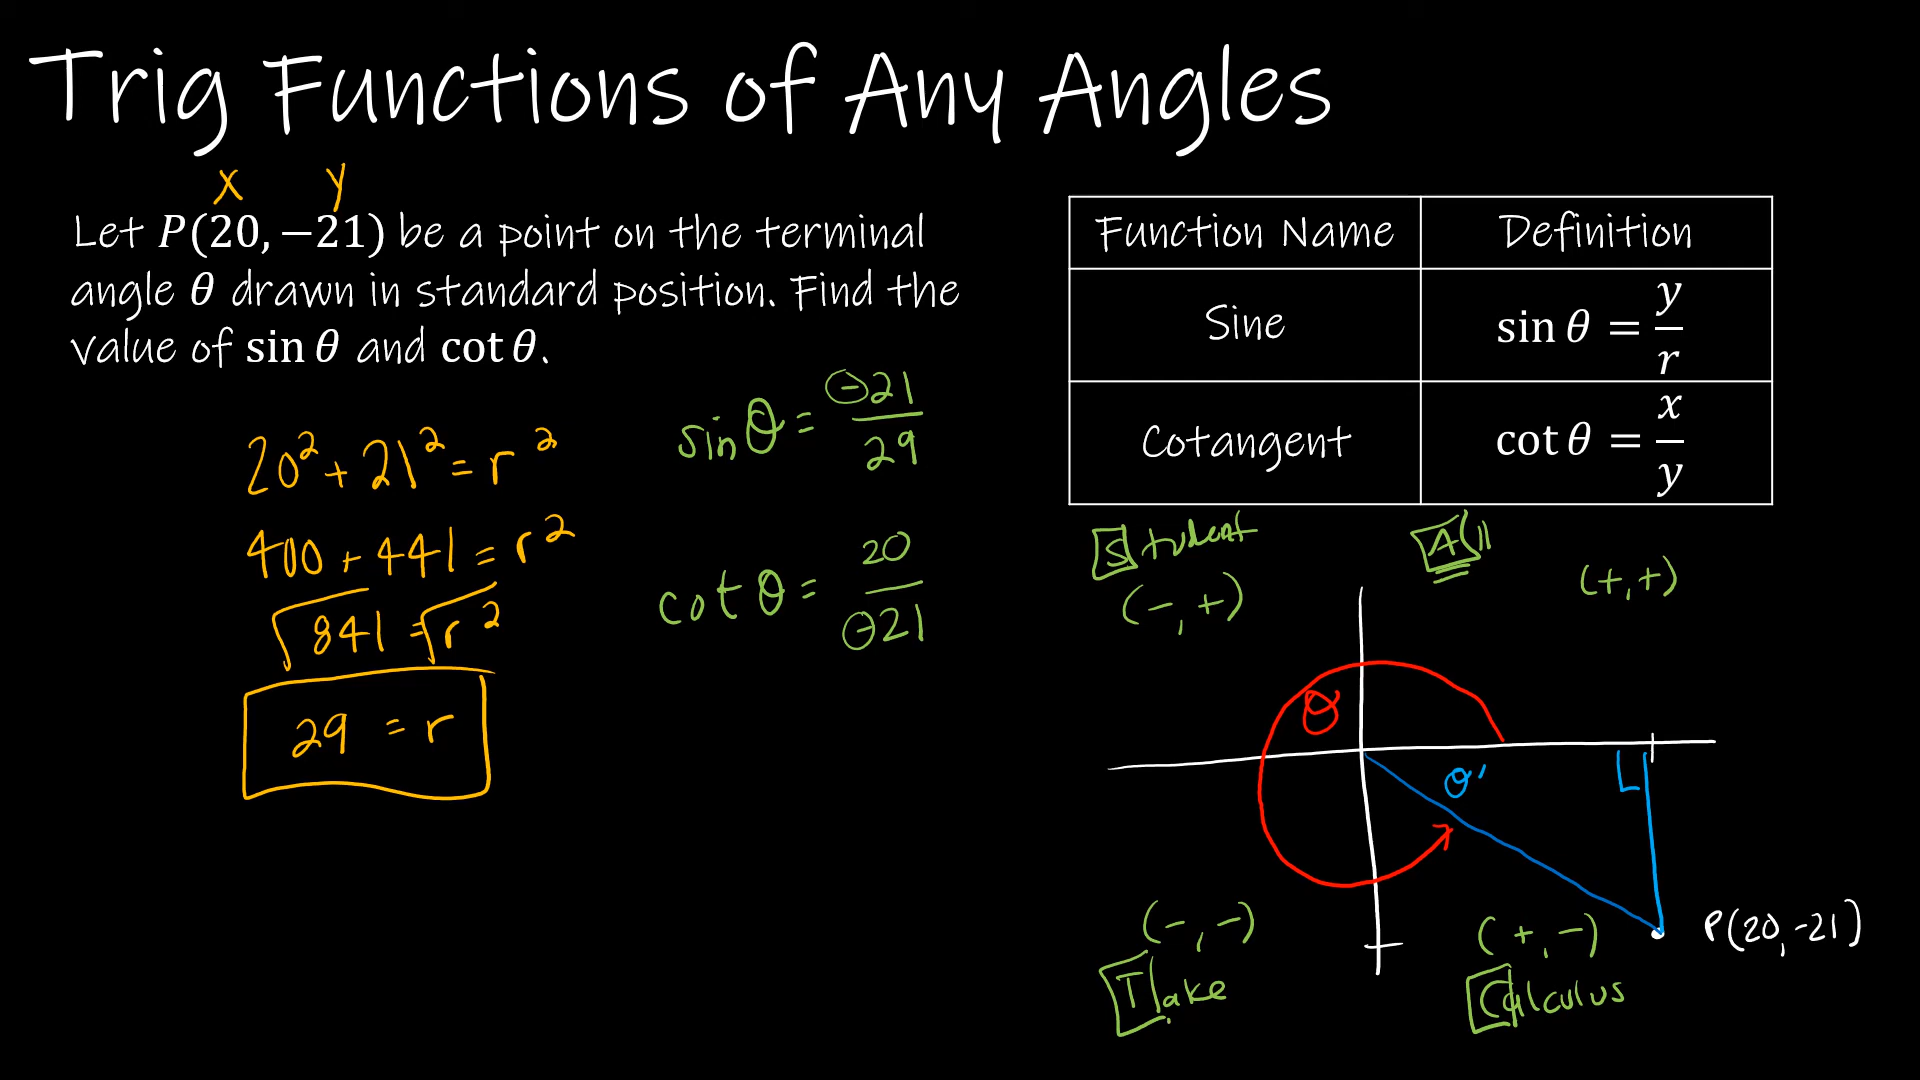 Trig Functions of Any Angles
x y
Let P(20, −21) be a point on the terminal
angle θ drawn in standard position. Find the
value of sin θ and cot θ.
20² + 21² = r²
400 + 441 = r²
√841 = √r²
29 = r
sin θ = -21/29
cot θ = 20/-21
Function Name Definition
Sine sin θ = y/r
Cotangent cot θ = x/y
Student All
(-, +) (+, +)
θ
θ'
(-, -) (+, -) P(20, -21)
Take Calculus